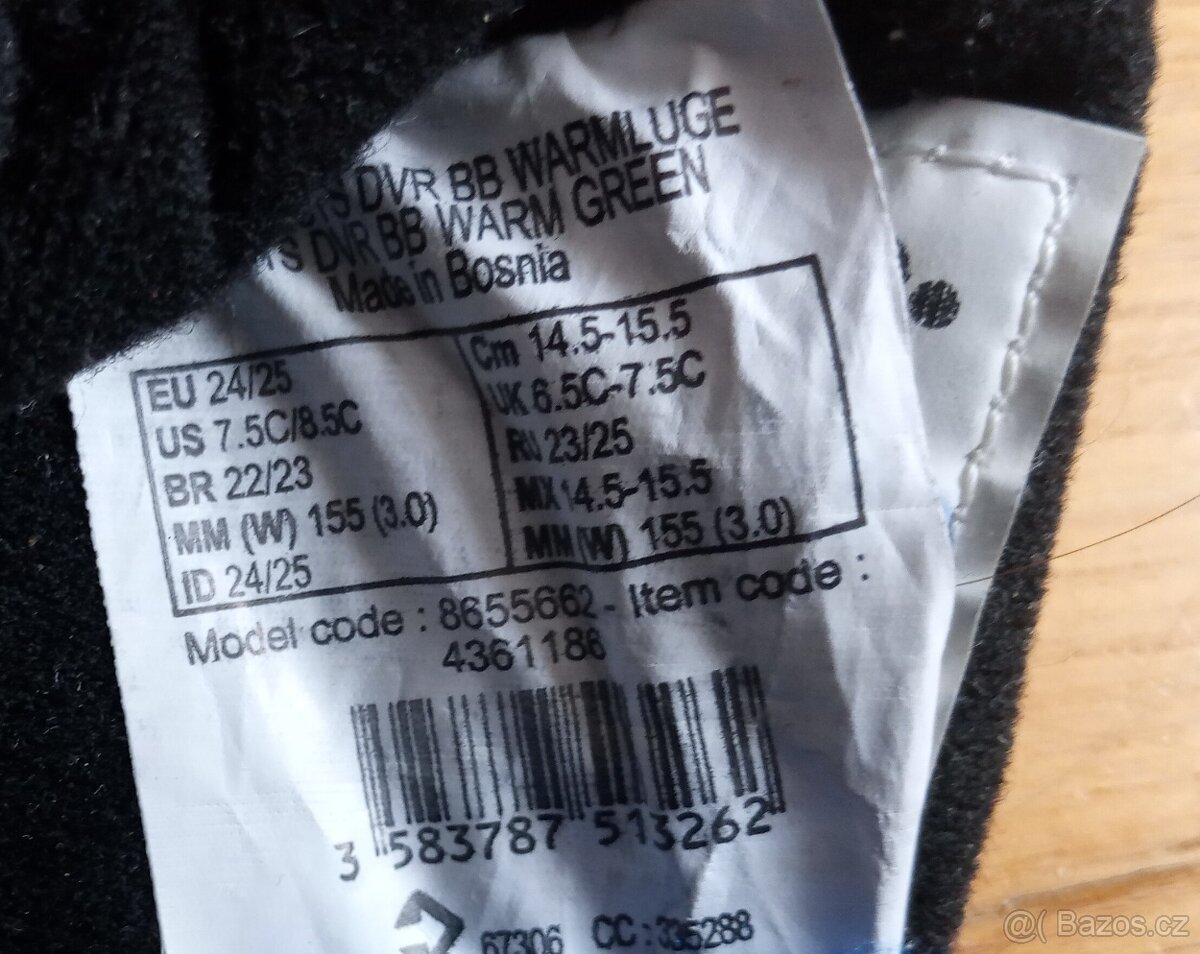 DVR BB WARMLUGE
DVR BB WARM GREEN
Made in Bosnia
EU 24/25
US 7.5C/8.5C
BR 22/23
MM (W) 155 (3.0)
ID 24/25
Cm 14.5-15.5
UK 6.5C-7.5C
RU 23/25
MX 14.5-15.5
MM (W) 155 (3.0)
Model code : 8655662 - Item code :
4361186
3 583787 513262
67306 CC : 335288
@( Bazos.cz